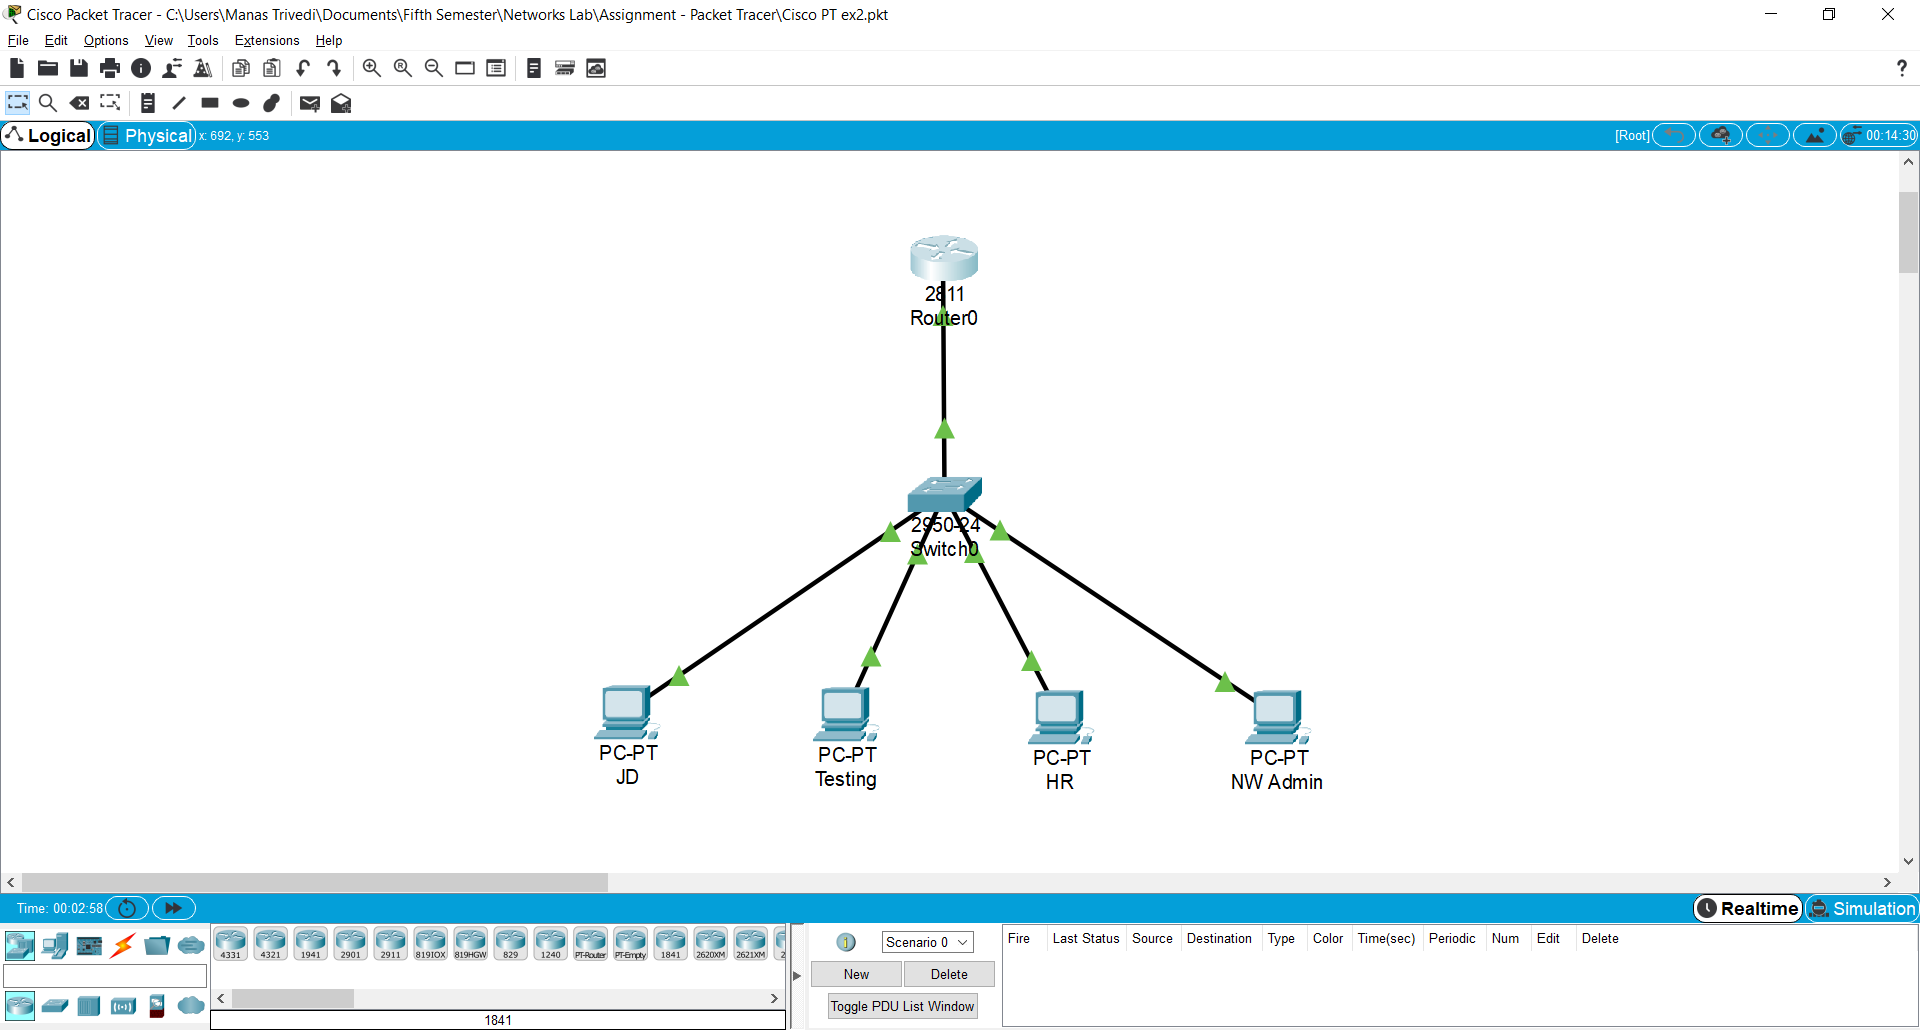 Cisco Packet Tracer - C:\Users\Manas Trivedi\Documents\Fifth Semester\Networks Lab\Assignment - Packet Tracer\Cisco PT ex2.pkt
File Edit Options View Tools Extensions Help
Logical Physical x: 692, y: 553 [Root] 00:14:30
2811
Router0
2950-24
Switch0
PC-PT
JD
PC-PT
Testing
PC-PT
HR
PC-PT
NW Admin
Time: 00:02:58 Realtime Simulation
4331 4321 1941 2901 2911 819IOX 819HGW 829 1240 PT-Router PT-Empty 1841 2620XM 2621XM 2
1841
Scenario 0
New Delete
Toggle PDU List Window
Fire Last Status Source Destination Type Color Time(sec) Periodic Num Edit Delete